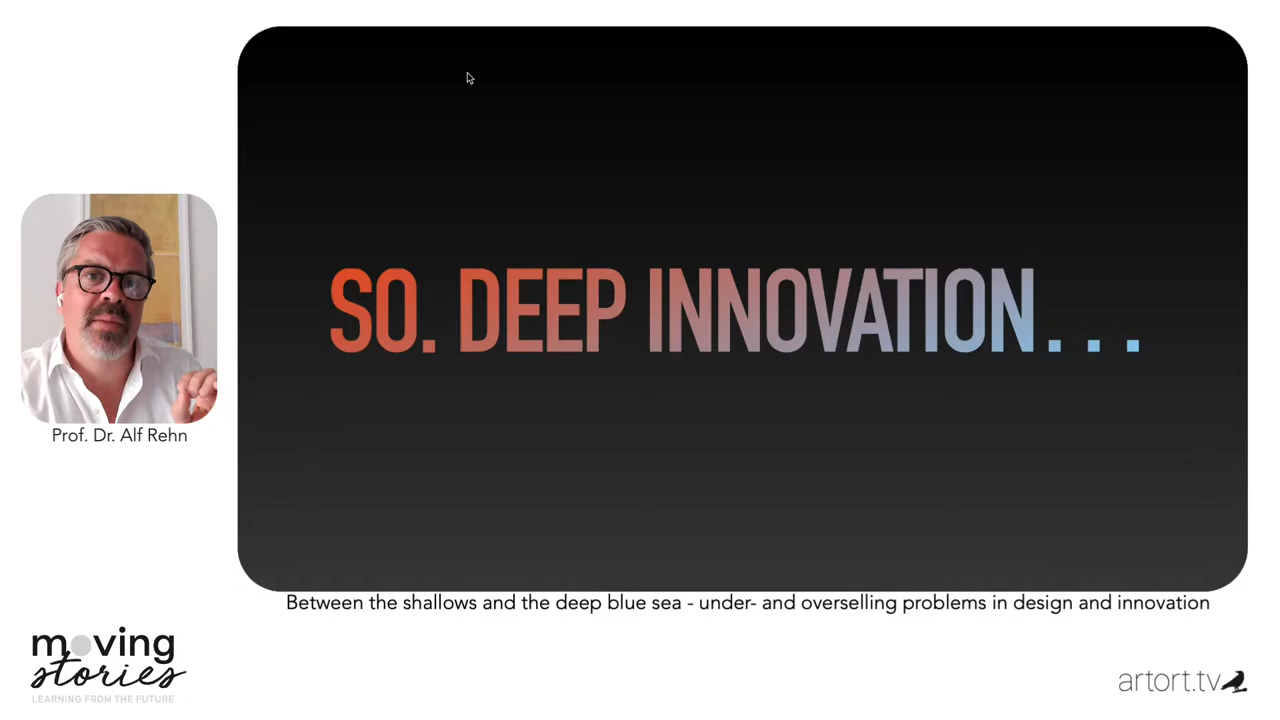 SO. DEEP INNOVATION...
Prof. Dr. Alf Rehn
Between the shallows and the deep blue sea - under- and overselling problems in design and innovation
moving
stories
LEARNING FROM THE FUTURE
artort.tv